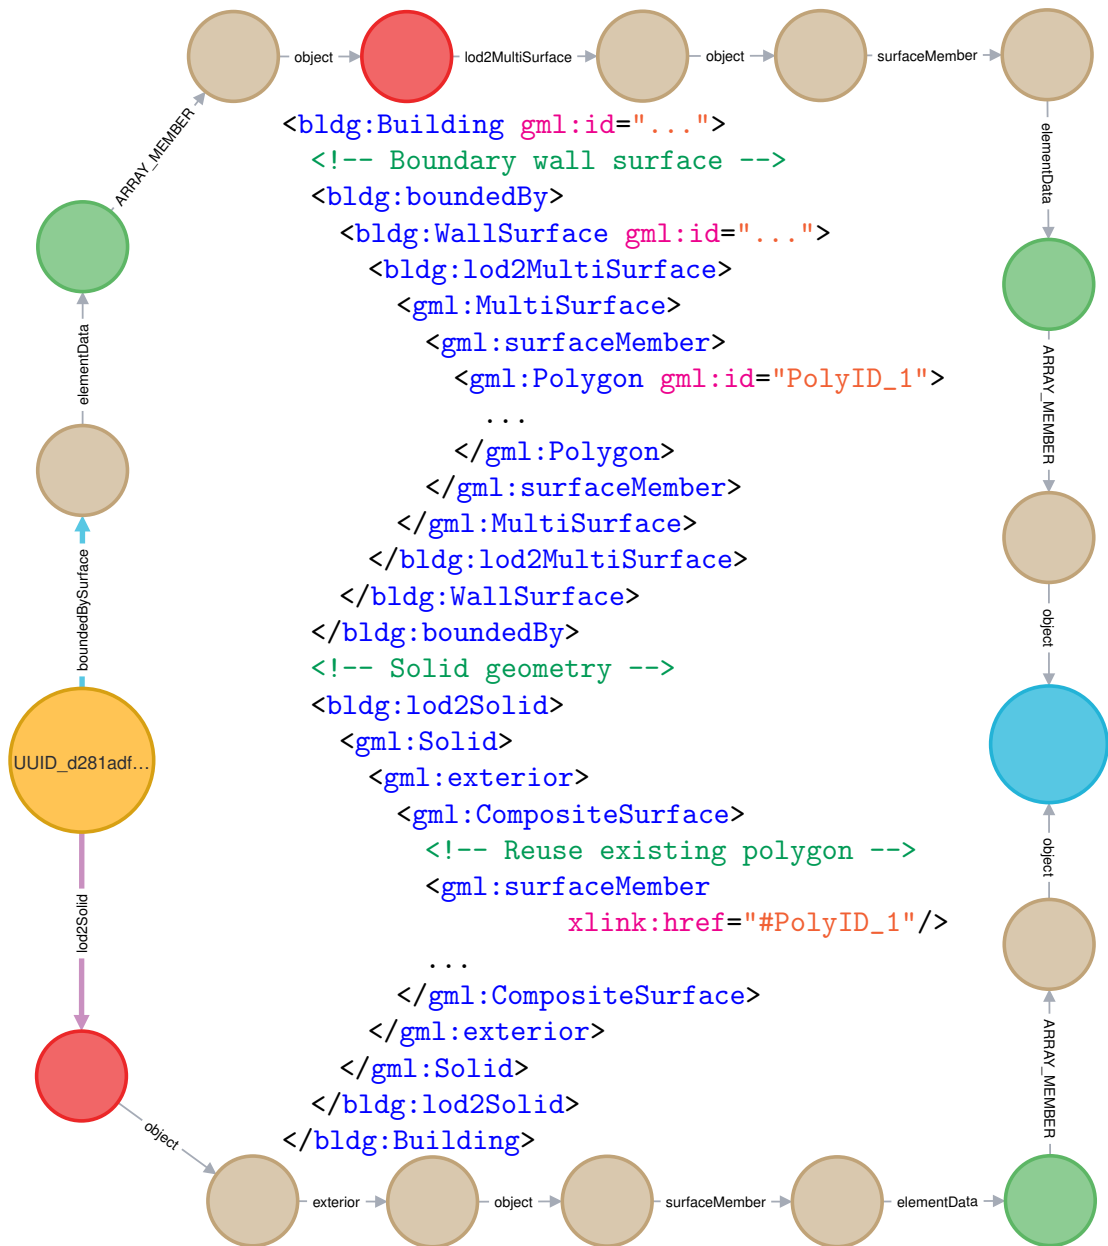 object
lod2MultiSurface
object
surfaceMember
ARRAY_MEMBER
elementData
<bldg:Building gml:id="...">
<!-- Boundary wall surface -->
<bldg:boundedBy>
<bldg:WallSurface gml:id="...">
<bldg:lod2MultiSurface>
<gml:MultiSurface>
<gml:surfaceMember>
<gml:Polygon gml:id="PolyID_1">
...
</gml:Polygon>
</gml:surfaceMember>
</gml:MultiSurface>
</bldg:lod2MultiSurface>
</bldg:WallSurface>
</bldg:boundedBy>
<!-- Solid geometry -->
<bldg:lod2Solid>
<gml:Solid>
<gml:exterior>
<gml:CompositeSurface>
<!-- Reuse existing polygon -->
<gml:surfaceMember
xlink:href="#PolyID_1"/>
...
</gml:CompositeSurface>
</gml:exterior>
</gml:Solid>
</bldg:lod2Solid>
</bldg:Building>
elementData
boundedBySurface
UUID_d281adf...
lod2Solid
object
exterior
object
surfaceMember
elementData
ARRAY_MEMBER
object
object
ARRAY_MEMBER